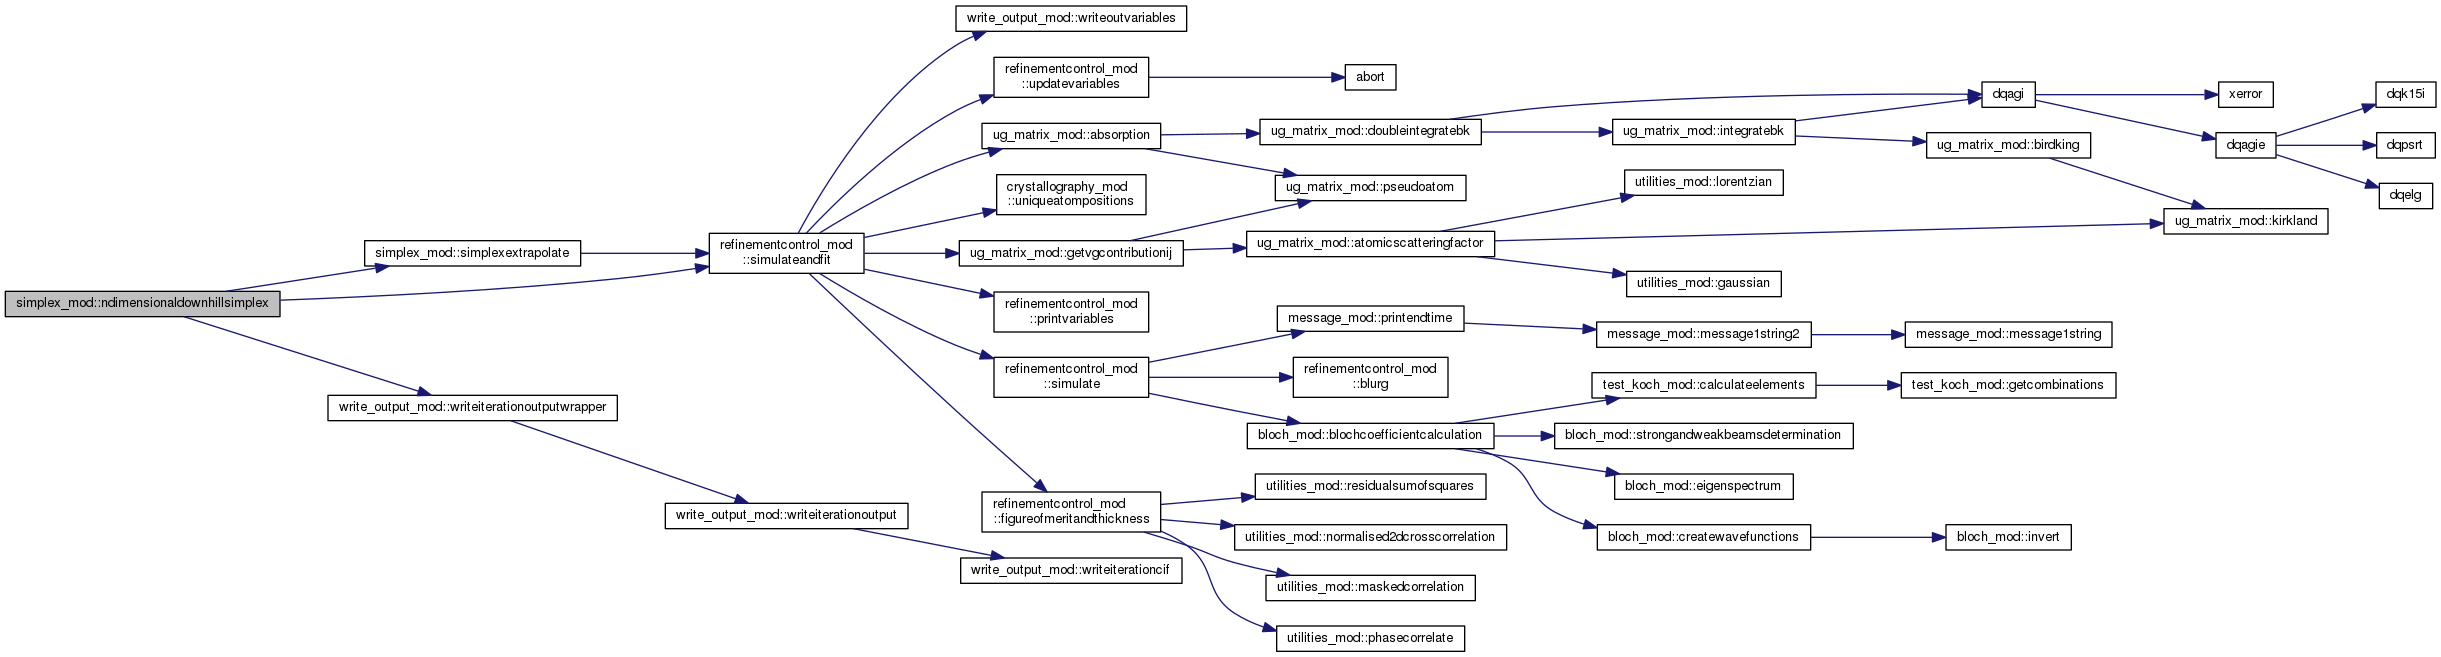 simplex_mod::ndimensionaldownhillsimplex
simplex_mod::simplexextrapolate
write_output_mod::writeiterationoutputwrapper
refinementcontrol_mod
::simulateandfit
write_output_mod::writeiterationoutput
write_output_mod::writeoutvariables
refinementcontrol_mod
::updatevariables
ug_matrix_mod::absorption
crystallography_mod
::uniqueatompositions
ug_matrix_mod::getvgcontributionij
refinementcontrol_mod
::printvariables
refinementcontrol_mod
::simulate
refinementcontrol_mod
::figureofmeritandthickness
write_output_mod::writeiterationcif
abort
ug_matrix_mod::doubleintegratebk
ug_matrix_mod::pseudoatom
ug_matrix_mod::atomicscatteringfactor
message_mod::printendtime
refinementcontrol_mod
::blurg
bloch_mod::blochcoefficientcalculation
utilities_mod::residualsumofsquares
utilities_mod::normalised2dcrosscorrelation
utilities_mod::maskedcorrelation
utilities_mod::phasecorrelate
ug_matrix_mod::integratebk
utilities_mod::lorentzian
utilities_mod::gaussian
message_mod::message1string2
test_koch_mod::calculateelements
bloch_mod::strongandweakbeamsdetermination
bloch_mod::eigenspectrum
bloch_mod::createwavefunctions
dqagi
ug_matrix_mod::birdking
message_mod::message1string
test_koch_mod::getcombinations
bloch_mod::invert
xerror
dqagie
ug_matrix_mod::kirkland
dqk15i
dqpsrt
dqelg